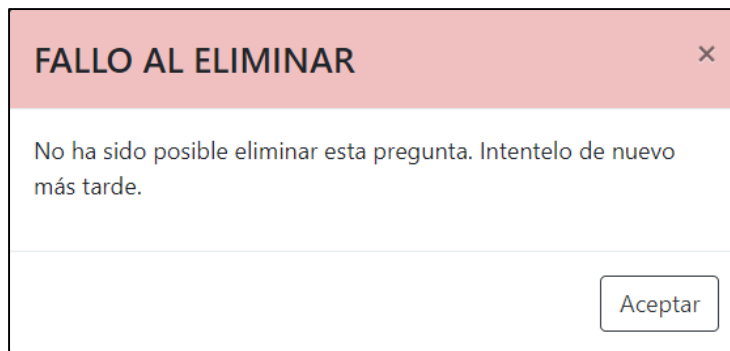 FALLO AL ELIMINAR ×
No ha sido posible eliminar esta pregunta. Intentelo de nuevo
más tarde.
Aceptar